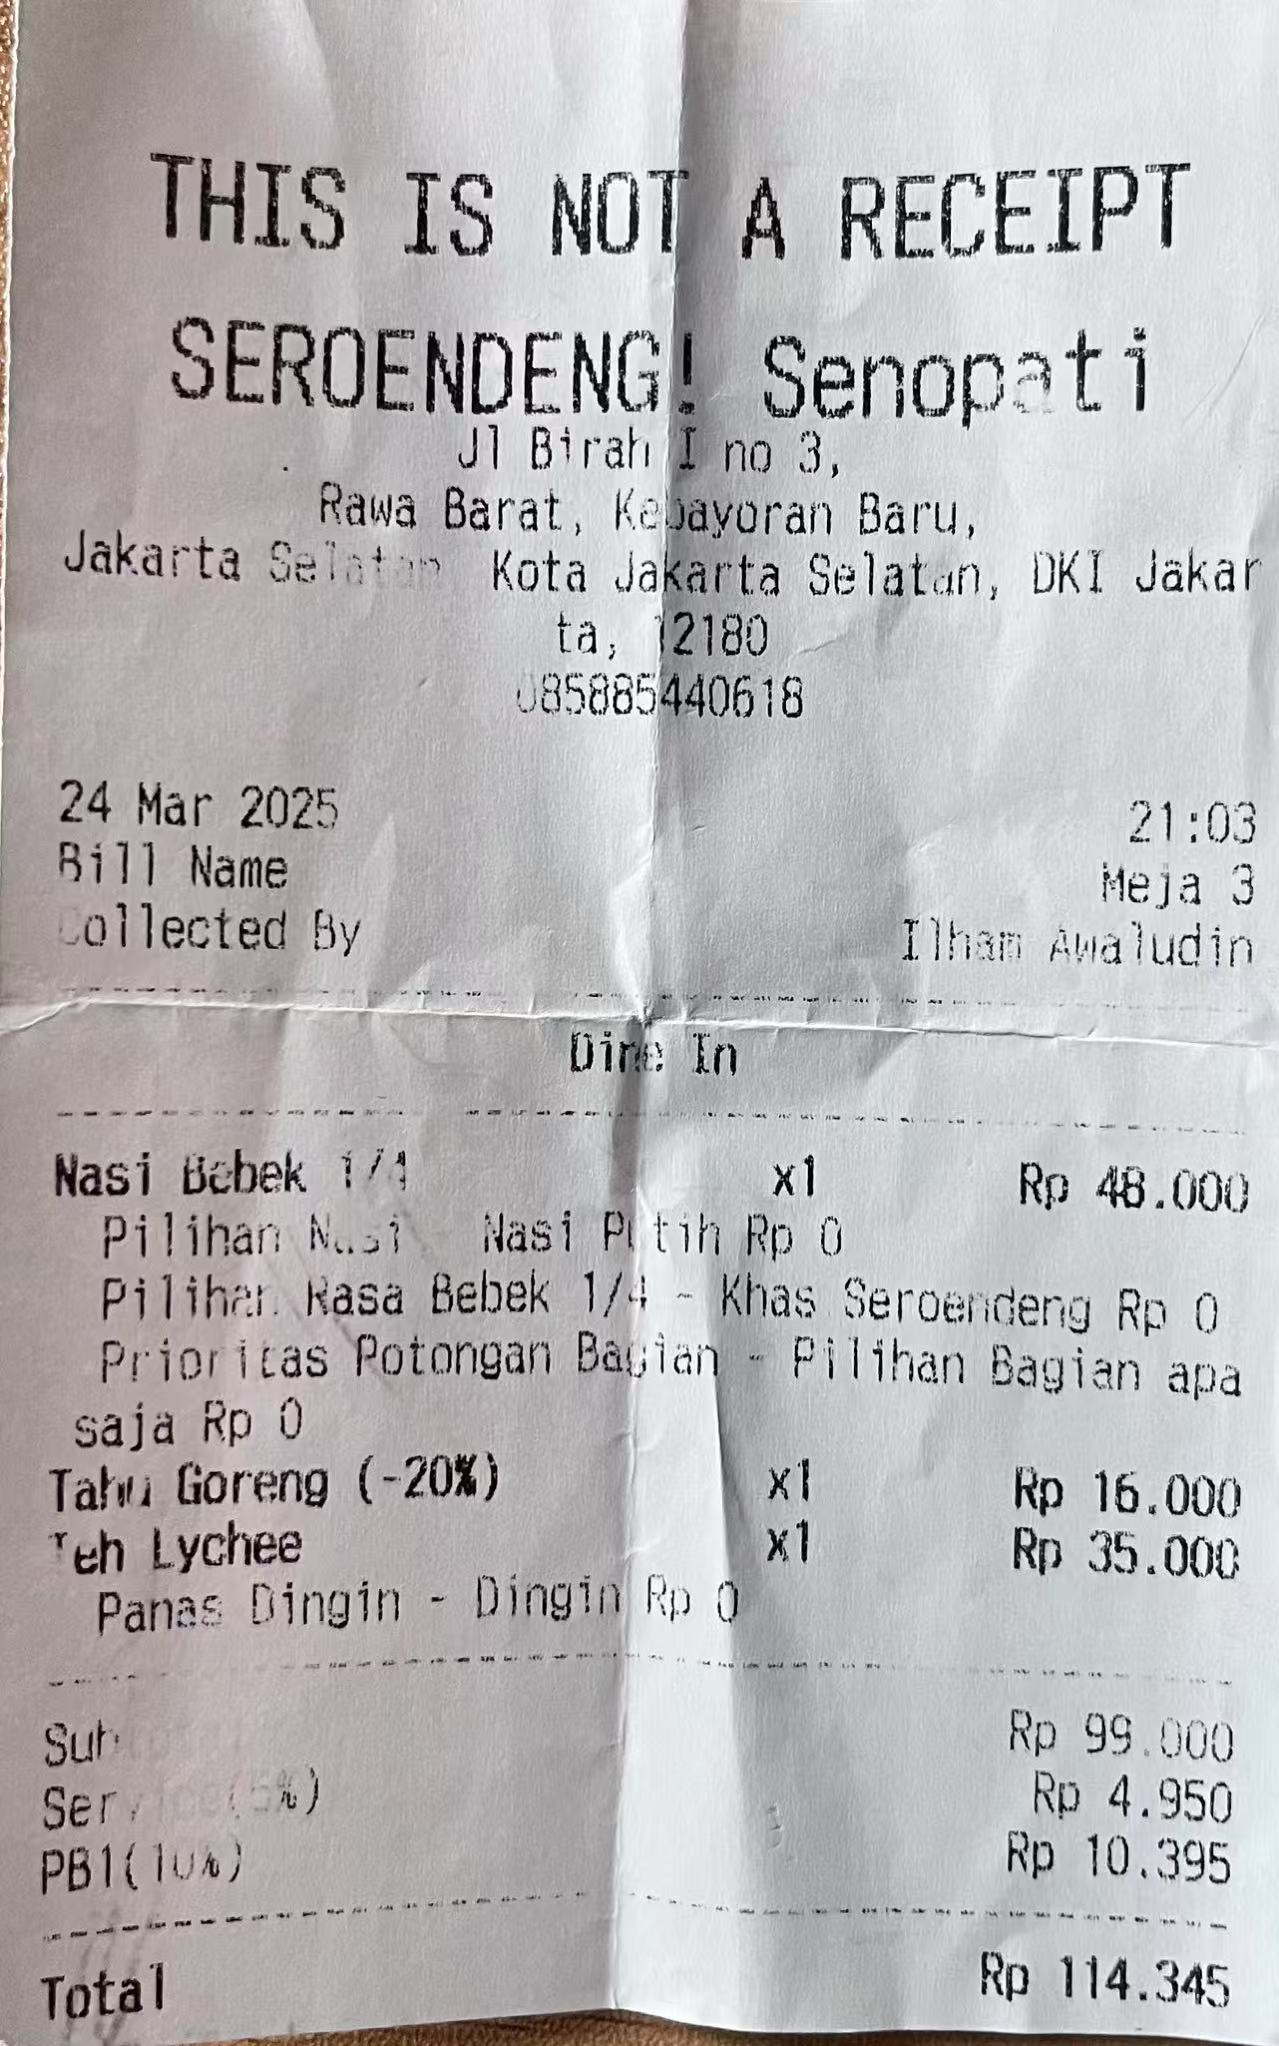 THIS IS NOT A RECEIPT
SEROENDENG! Senopati
Jl Birah I no 3,
Rawa Barat, Kebayoran Baru,
Jakarta Selatan Kota Jakarta Selatan, DKI Jakar
ta, 12180
085885440618
24 Mar 2025 21:03
Bill Name Meja 3
Collected By Ilham Awaludin
Dine In
Nasi Bebek 1/4 x1 Rp 48.000
Pilihan Nasi Nasi Putih Rp 0
Pilihan Rasa Bebek 1/4 - Khas Seroendeng Rp 0
Prioritas Potongan Bagian - Pilihan Bagian apa
saja Rp 0
Tahu Goreng (-20%) x1 Rp 16.000
Teh Lychee x1 Rp 35.000
Panas Dingin - Dingin Rp 0
Rp 99.000
Service(5%) Rp 4.950
PB1(10%) Rp 10.395
Total Rp 114.345